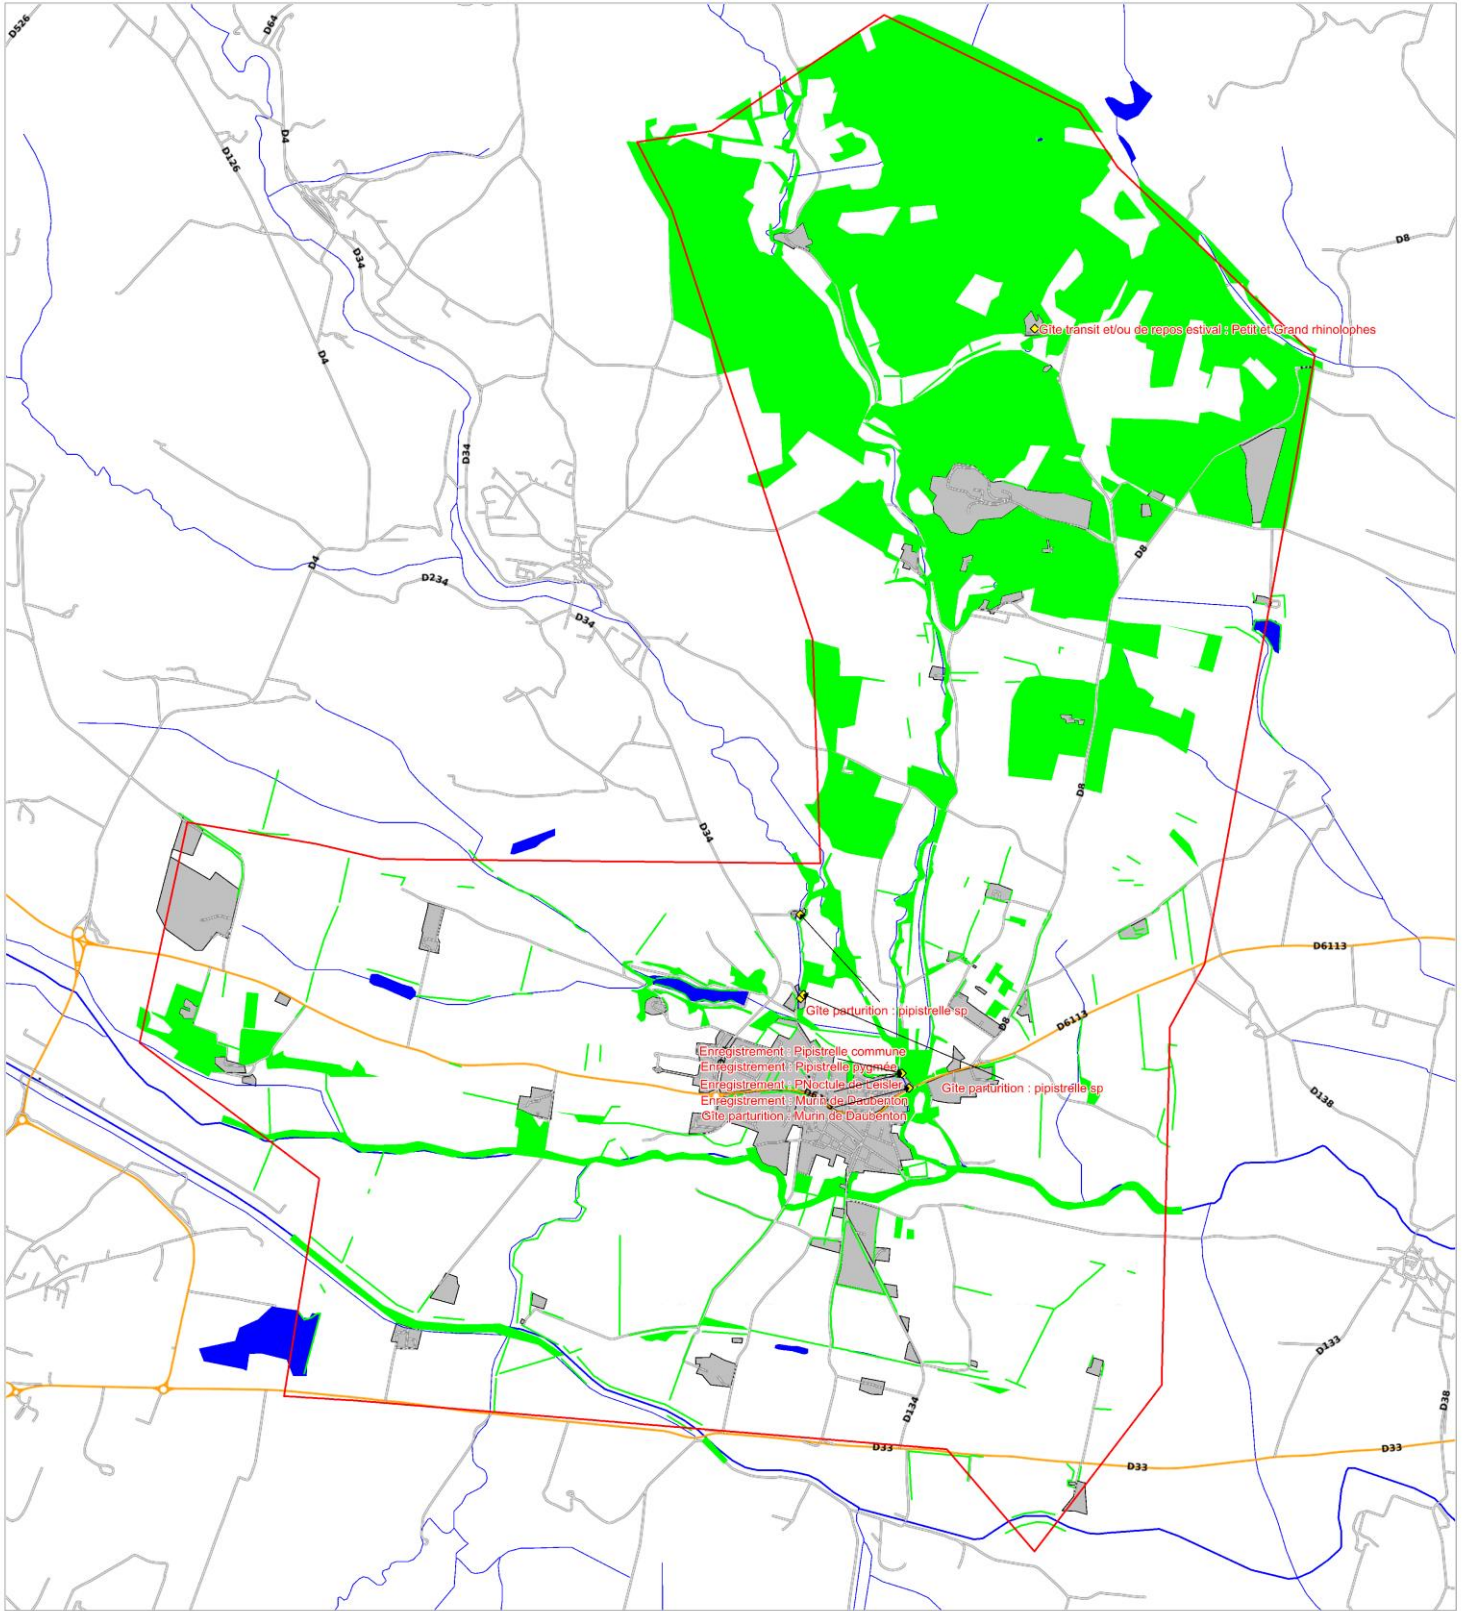 D526
D64
D4
D126
D8
D34
Gîte transit et/ou de repos estival : Petit et Grand rhinolophes
D4
D34
D8
D4
D234
D34
D8
D34
D6113
Gîte parturition : pipistrelle sp
D8
D6113
Enregistrement : Pipistrelle commune
Enregistrement : Pipistrelle pygmée
Enregistrement : PNoctule de Leisler
Gîte parturition : pipistrelle sp
Enregistrement : Murin de Daubenton
Gîte parturition : Murin de Daubenton
D138
D133
D38
D134
D33
D33
D33